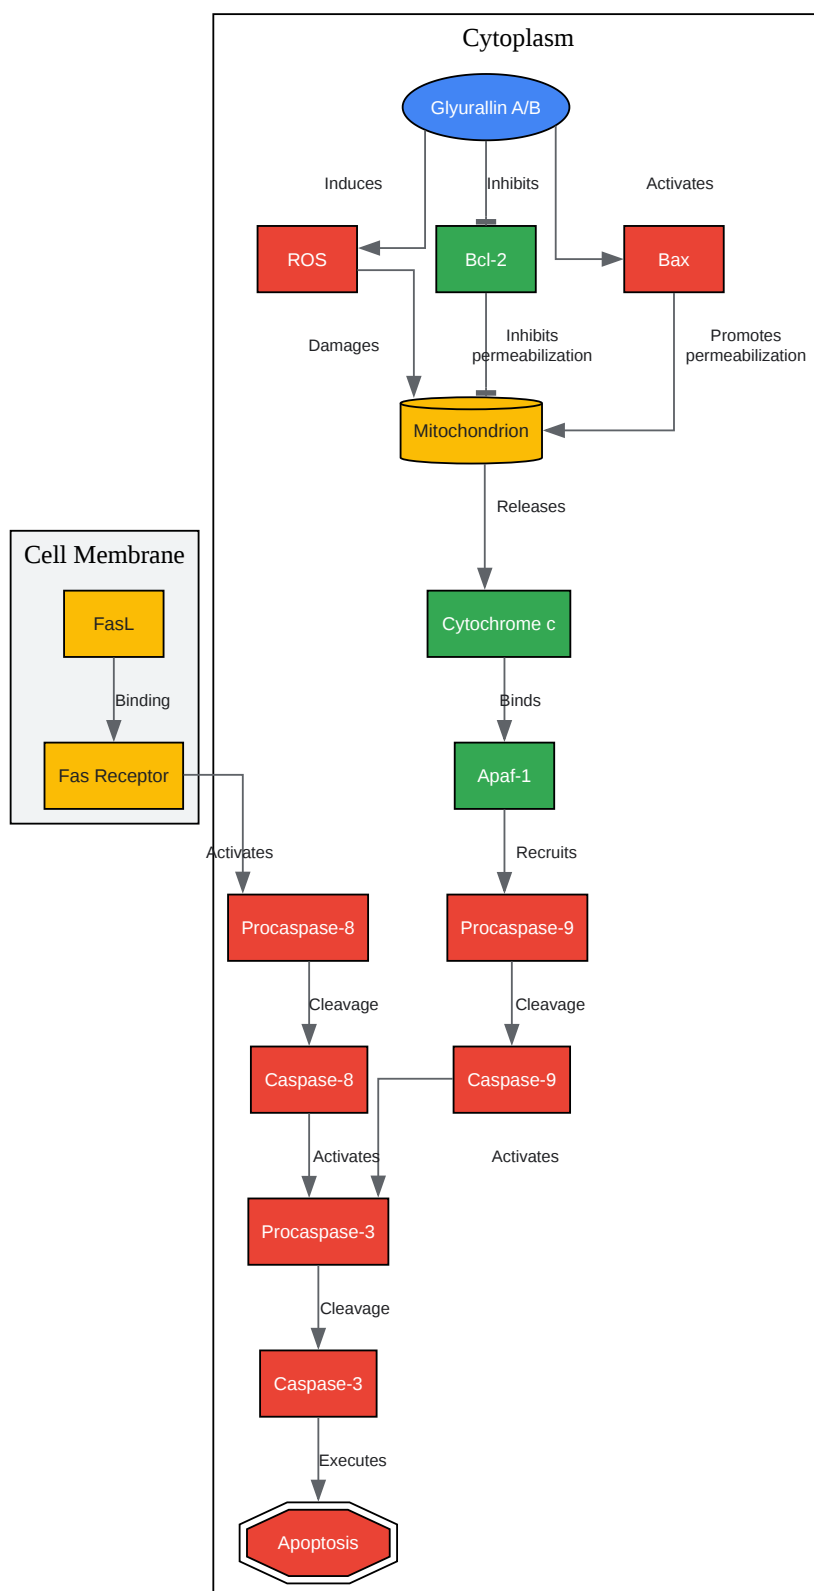 Cytoplasm
Glyurallin A/B
Induces
Inhibits
Activates
ROS
Bcl-2
Bax
Damages
Inhibits
permeabilization
Promotes
permeabilization
Mitochondrion
Releases
Cell Membrane
FasL
Cytochrome c
Binding
Binds
Fas Receptor
Apaf-1
Activates
Recruits
Procaspase-8
Procaspase-9
Cleavage
Cleavage
Caspase-8
Caspase-9
Activates
Activates
Procaspase-3
Cleavage
Caspase-3
Executes
Apoptosis